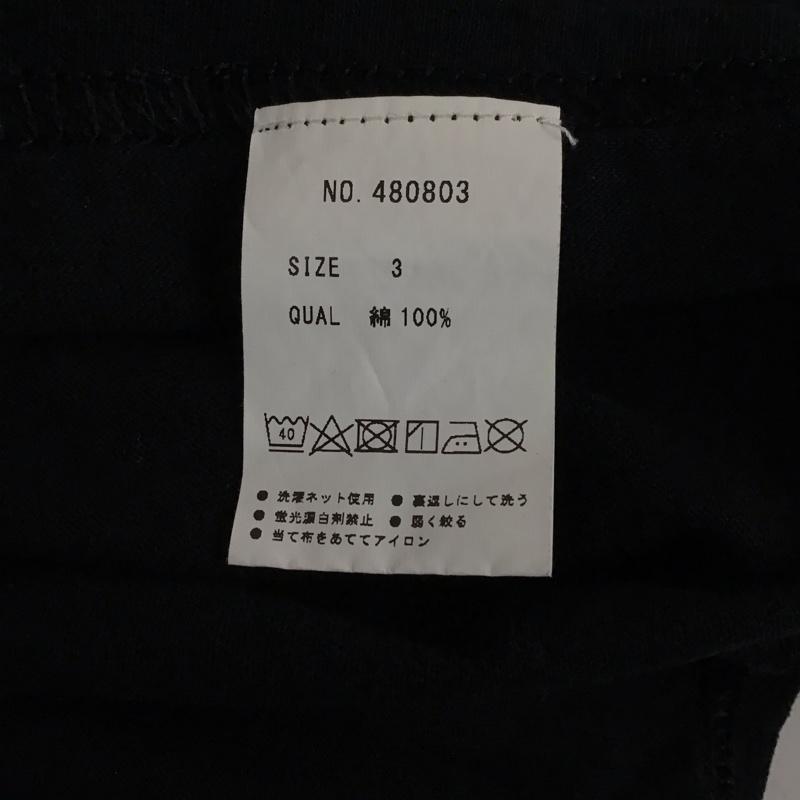 NO. 480803
SIZE 3
QUAL 綿 100%
40
● 洗濯ネット使用 ● 裏返しにして洗う
● 蛍光漂白剤禁止 ● 弱く絞る
● 当て布をあててアイロン